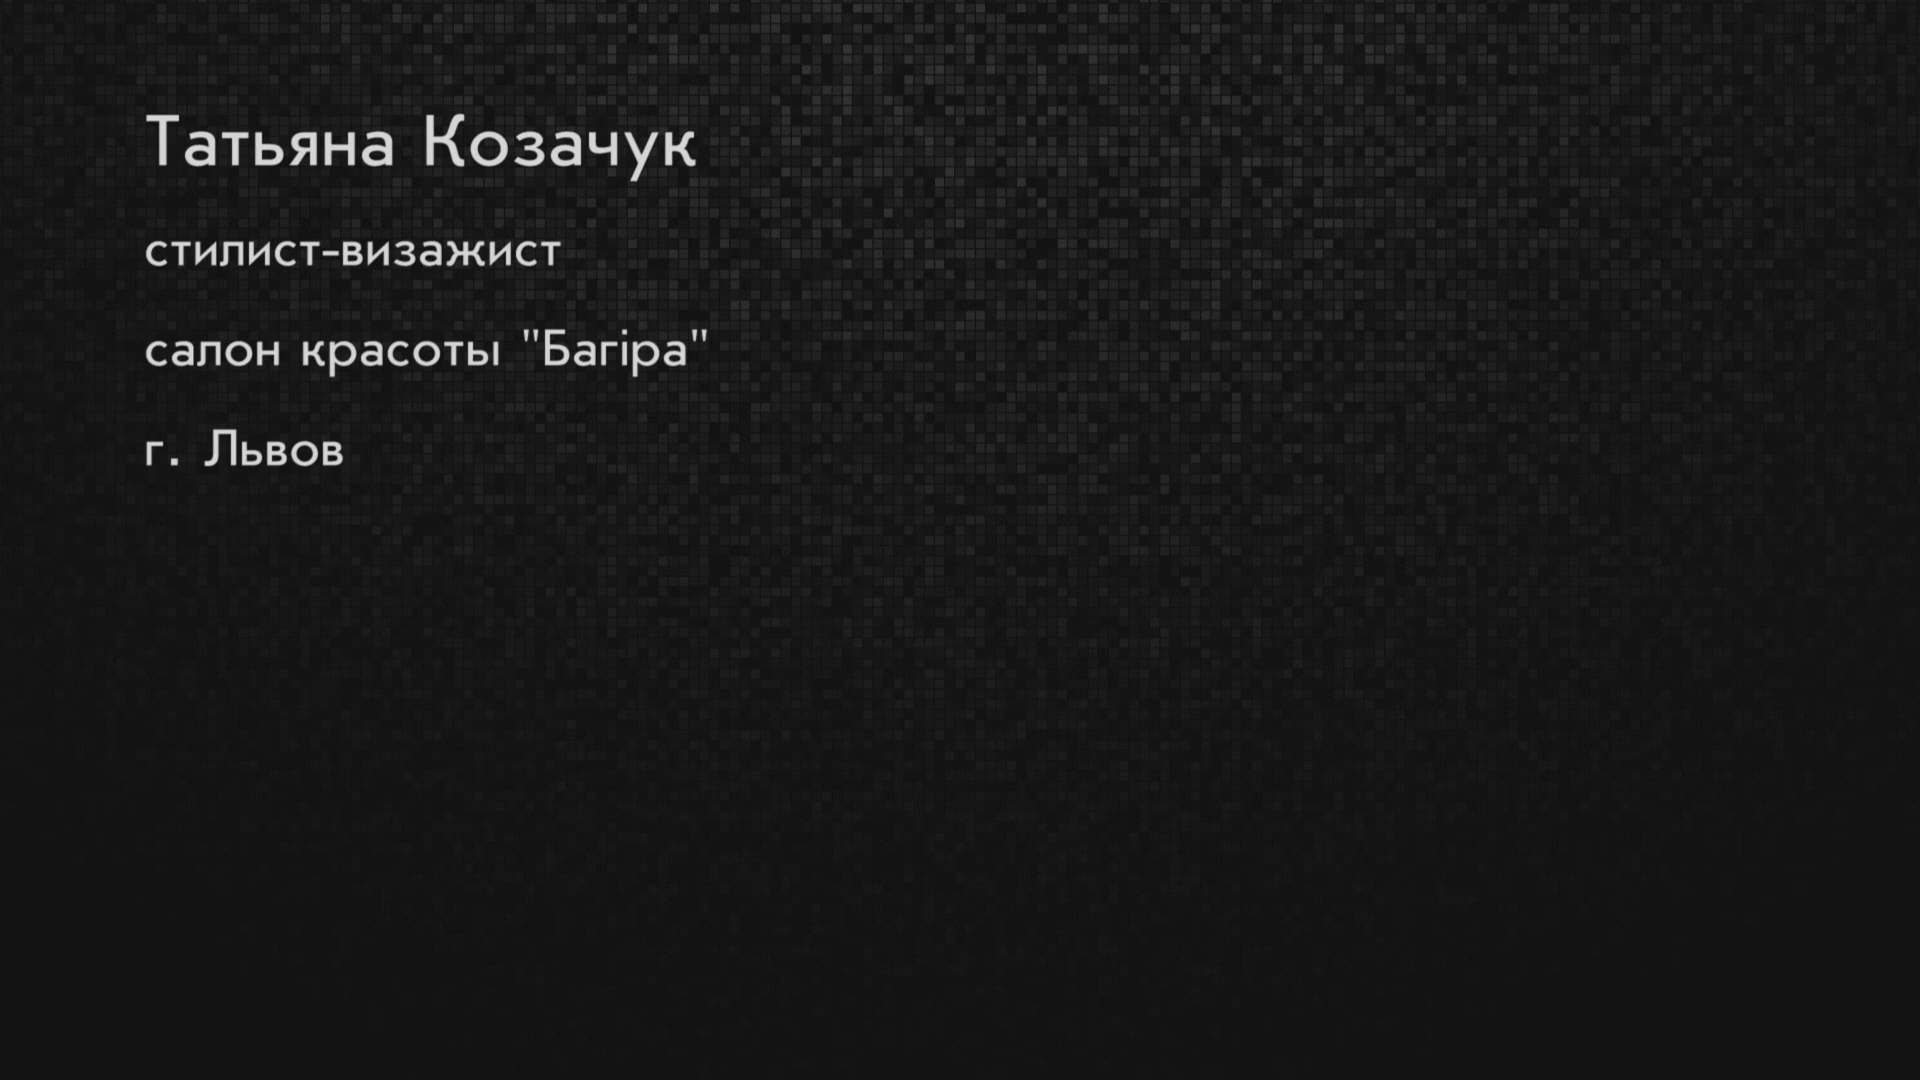 Татьяна Козачук
стилист-визажист
салон красоты "Багіра"
г. Львов